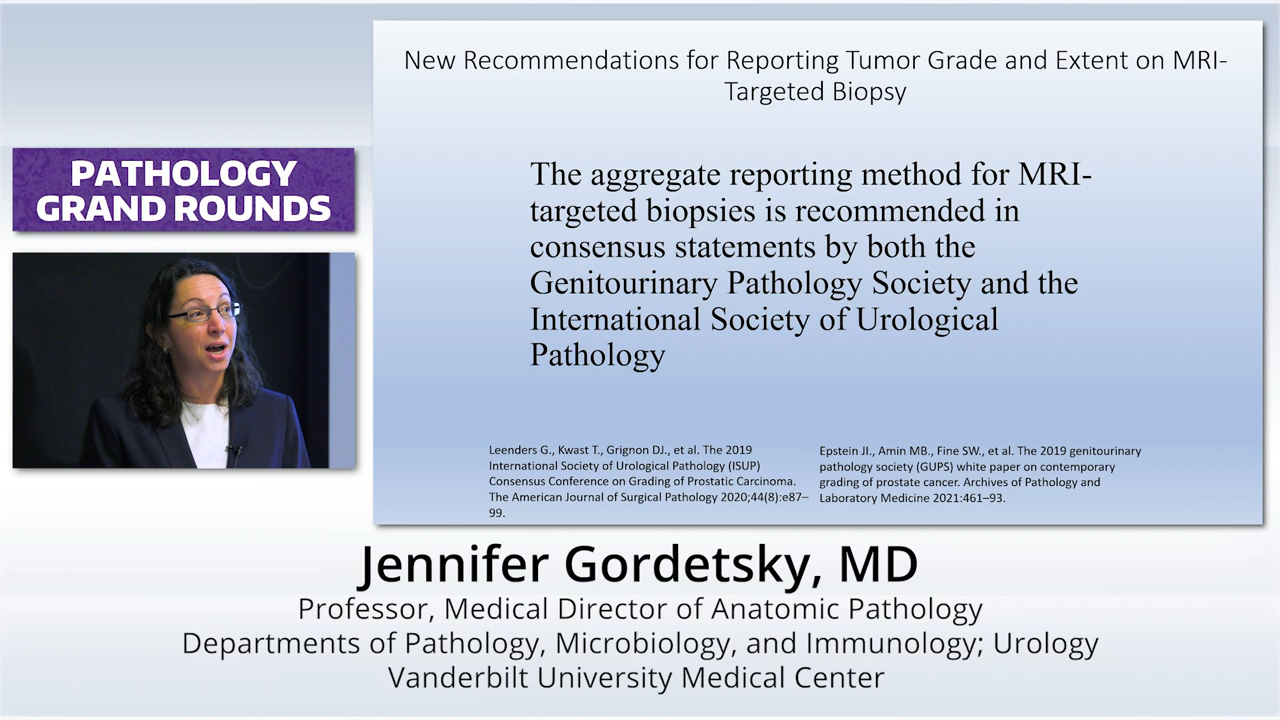 PATHOLOGY
GRAND ROUNDS
New Recommendations for Reporting Tumor Grade and Extent on MRI-
Targeted Biopsy
The aggregate reporting method for MRI-
targeted biopsies is recommended in
consensus statements by both the
Genitourinary Pathology Society and the
International Society of Urological
Pathology
Leenders G., Kwast T., Grignon DJ., et al. The 2019
International Society of Urological Pathology (ISUP)
Consensus Conference on Grading of Prostatic Carcinoma.
The American Journal of Surgical Pathology 2020;44(8):e87–
99.
Epstein JI., Amin MB., Fine SW., et al. The 2019 genitourinary
pathology society (GUPS) white paper on contemporary
grading of prostate cancer. Archives of Pathology and
Laboratory Medicine 2021:461–93.
Jennifer Gordetsky, MD
Professor, Medical Director of Anatomic Pathology
Departments of Pathology, Microbiology, and Immunology; Urology
Vanderbilt University Medical Center